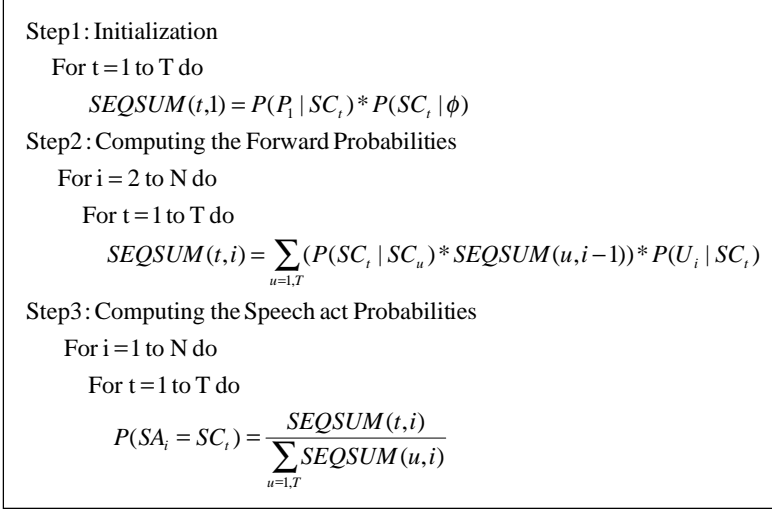 Step1: Initialization
For t = 1 to T do
SEQSUM(t,1) = P(P_1 | SC_t) * P(SC_t | ϕ)
Step2: Computing the Forward Probabilities
For i = 2 to N do
For t = 1 to T do
SEQSUM(t,i) = ∑_{u=1,T} (P(SC_t | SC_u) * SEQSUM(u,i−1)) * P(U_i | SC_t)
Step3: Computing the Speech act Probabilities
For i = 1 to N do
For t = 1 to T do
P(SA_i = SC_t) = SEQSUM(t,i) / ∑_{u=1,T} SEQSUM(u,i)